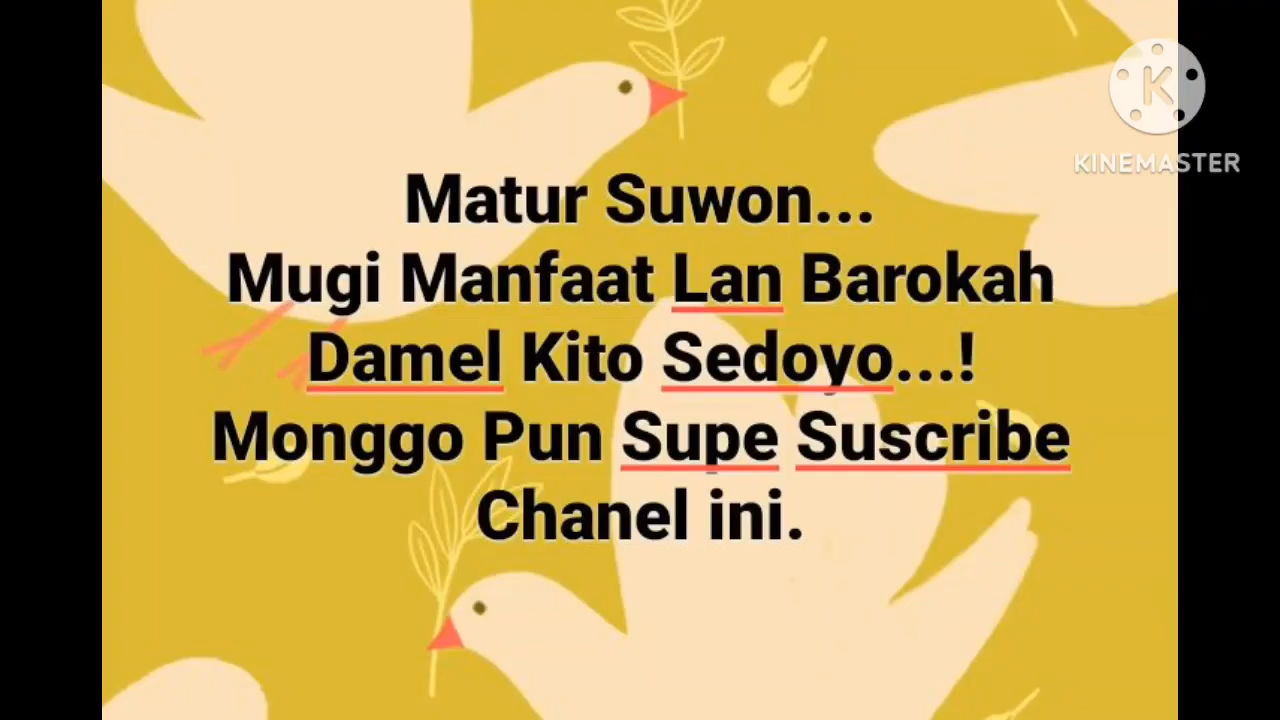 KINEMASTER
Matur Suwon...
Mugi Manfaat Lan Barokah
Damel Kito Sedoyo...!
Monggo Pun Supe Suscribe
Chanel ini.